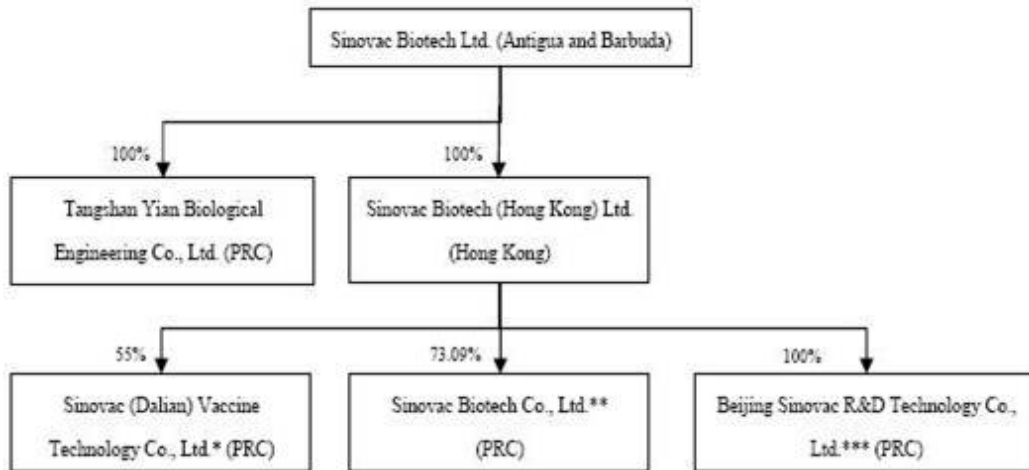 Sinovac Biotech Ltd. (Antigua and Barbuda)
100%
100%
Tangshan Yian Biological
Engineering Co., Ltd. (PRC)
Sinovac Biotech (Hong Kong) Ltd.
(Hong Kong)
55%
73.09%
100%
Sinovac (Dalian) Vaccine
Technology Co., Ltd.* (PRC)
Sinovac Biotech Co., Ltd.**
(PRC)
Beijing Sinovac R&D Technology Co.,
Ltd.*** (PRC)